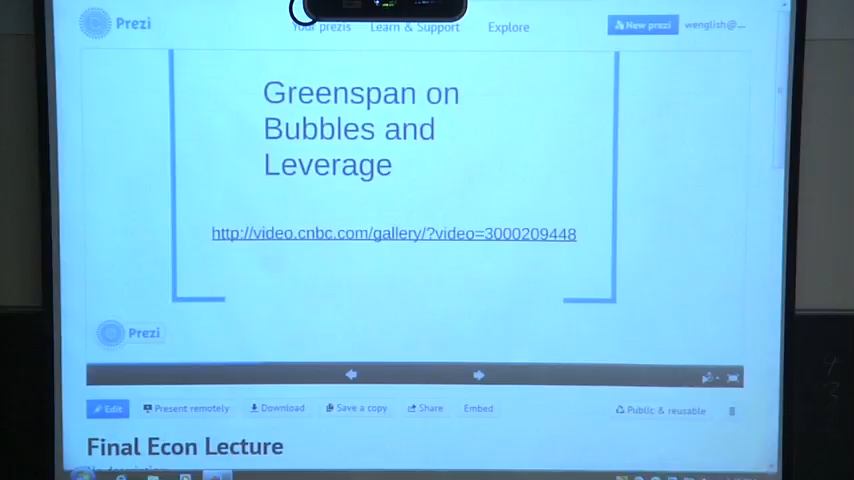 Prezi
Your prezis Learn & Support Explore
New prezi wenglish@...
Greenspan on
Bubbles and
Leverage
http://video.cnbc.com/gallery/?video=3000209448
Prezi
Edit Present remotely Download Save a copy Share Embed Public & reusable
Final Econ Lecture